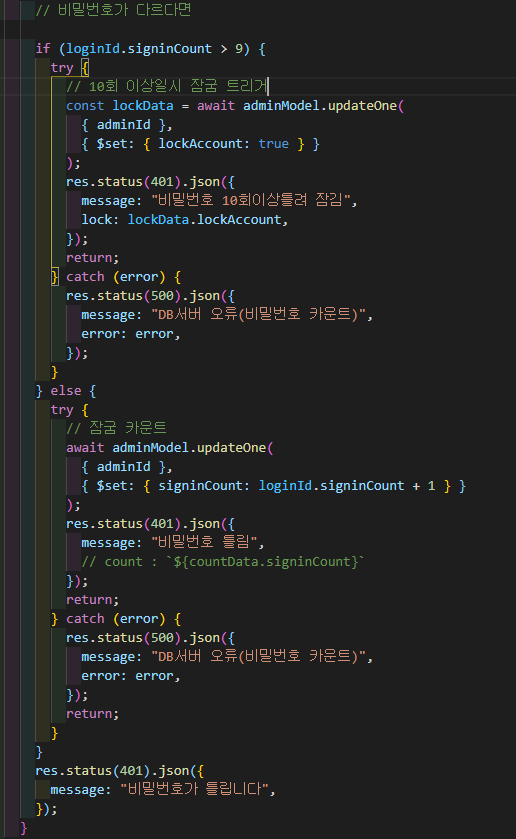 // 비밀번호가 다르다면
if (loginId.signinCount > 9) {
try {
// 10회 이상일시 잠굼 트리거
const lockData = await adminModel.updateOne(
{ adminId },
{ $set: { lockAccount: true } }
);
res.status(401).json({
message: "비밀번호 10회이상틀려 잠김",
lock: lockData.lockAccount,
});
return;
} catch (error) {
res.status(500).json({
message: "DB서버 오류(비밀번호 카운트)",
error: error,
});
}
} else {
try {
// 잠굼 카운트
await adminModel.updateOne(
{ adminId },
{ $set: { signinCount: loginId.signinCount + 1 } }
);
res.status(401).json({
message: "비밀번호 틀림",
// count : `${countData.signinCount}`
});
return;
} catch (error) {
res.status(500).json({
message: "DB서버 오류(비밀번호 카운트)",
error: error,
});
return;
}
}
res.status(401).json({
message: "비밀번호가 틀립니다",
});
}